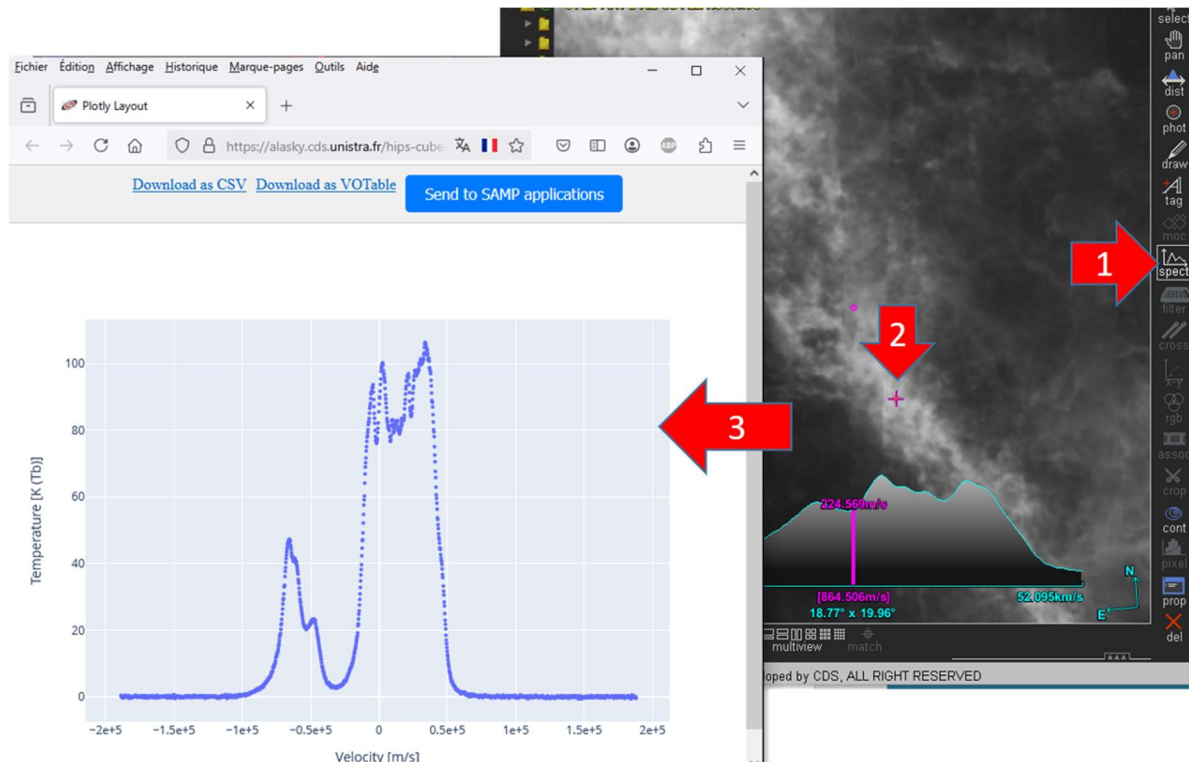 select
pan
dist
phot
draw
tag
moc
spect
filter
cross
x-y
rgb
assoc
crop
cont
pixel
prop
del
1
2
3
224.569m/s
[864.506m/s]
52.095km/s
18.77° x 19.96°
N
E
multiview match
oped by CDS, ALL RIGHT RESERVED
Fichier Édition Affichage Historique Marque-pages Outils Aide
Plotly Layout
https://alasky.cds.unistra.fr/hips-cube
ABP
Download as CSV Download as VOTable Send to SAMP applications
100
80
60
40
20
0
Temperature [K (Tb)]
−2e+5 −1.5e+5 −1e+5 −0.5e+5 0 0.5e+5 1e+5 1.5e+5 2e+5
Velocity [m/s]